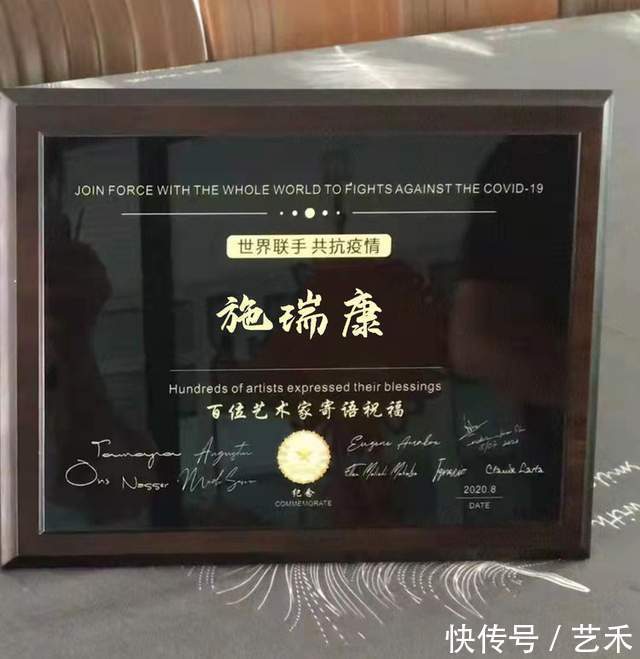 JOIN FORCE WITH THE WHOLE WORLD TO FIGHTS AGAINST THE COVID-19
世界联手 共抗疫情
施瑞康
Hundreds of artists expressed their blessings
百位艺术家寄语祝福
Ons Nasser
纪念
COMMEMORATE
2020.8
DATE
快传号 / 艺禾